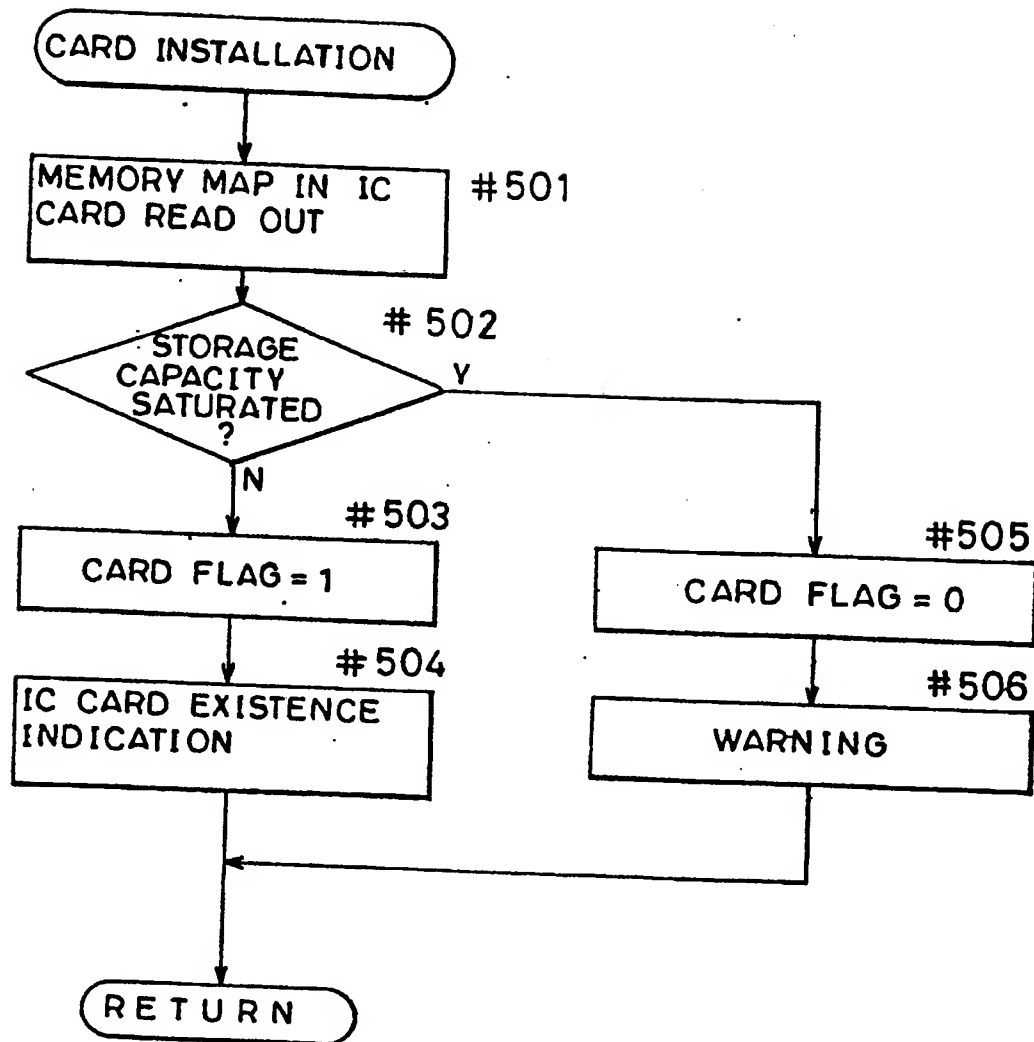 CARD INSTALLATION
MEMORY MAP IN IC
CARD READ OUT
#501
#502
STORAGE
CAPACITY
SATURATED
?
Y
N
#503
CARD FLAG = 1
#504
IC CARD EXISTENCE
INDICATION
#505
CARD FLAG = 0
#506
WARNING
RETURN